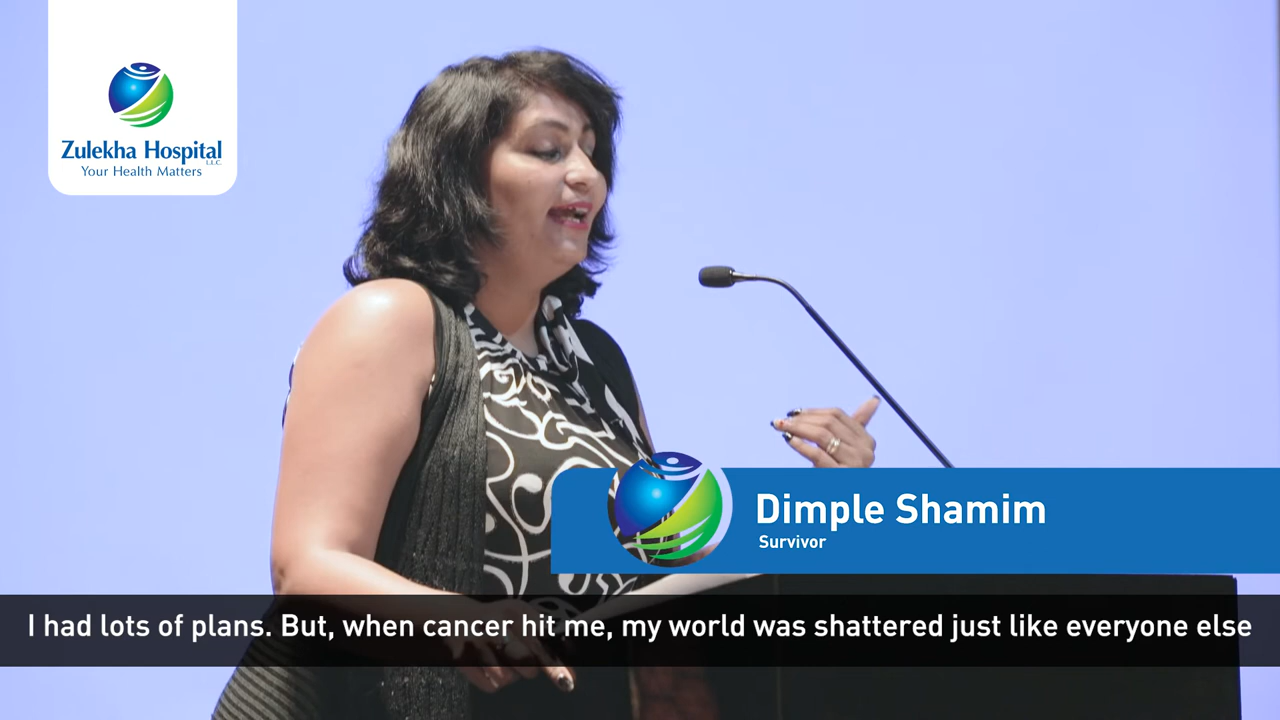 Zulekha Hospital
L.L.C.
Your Health Matters
Dimple Shamim
Survivor
I had lots of plans. But, when cancer hit me, my world was shattered just like everyone else